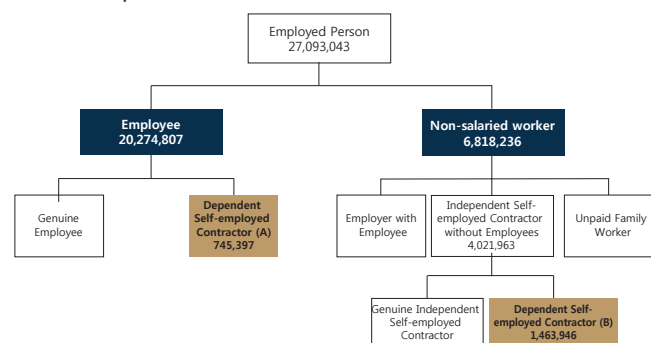 Employed Person
27,093,043
Employee
20,274,807
Non-salaried worker
6,818,236
Genuine
Employee
Dependent
Self-employed
Contractor (A)
745,397
Employer with
Employee
Independent Self-
employed Contractor
without Employees
4,021,963
Unpaid Family
Worker
Genuine Independent
Self-employed
Contractor
Dependent Self-
employed Contractor (B)
1,463,946